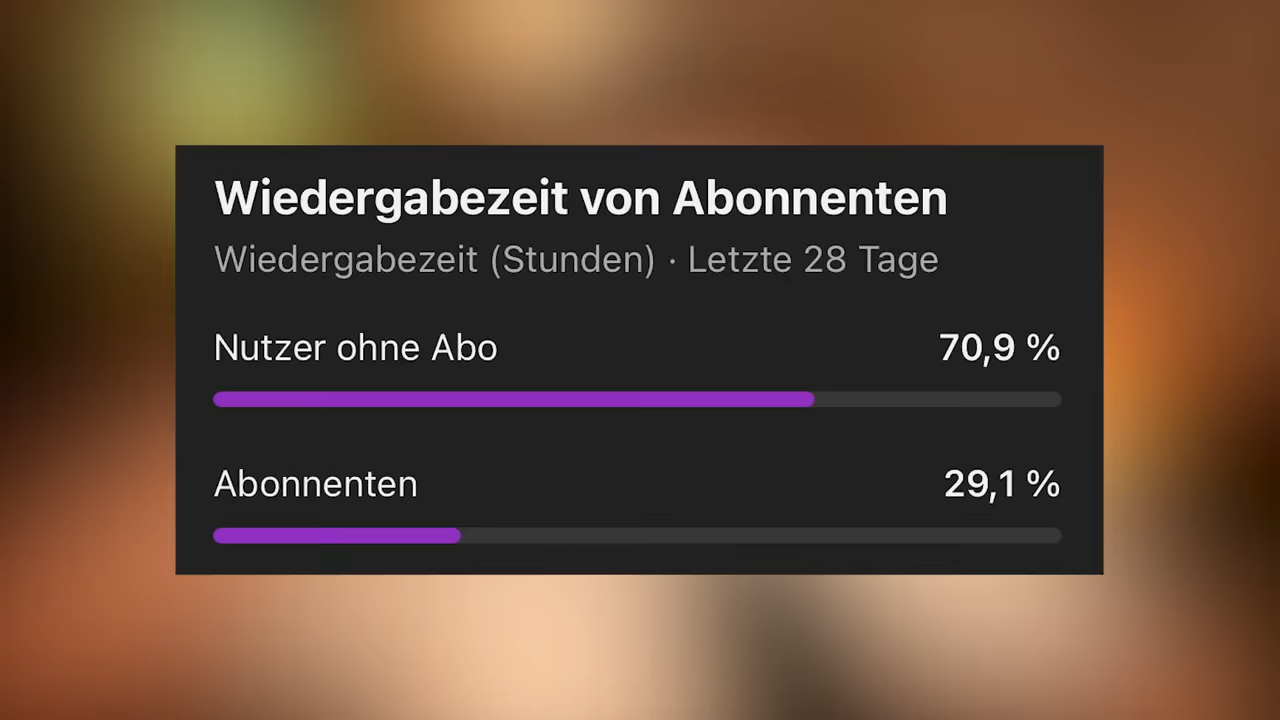 Wiedergabezeit von Abonnenten
Wiedergabezeit (Stunden) · Letzte 28 Tage
Nutzer ohne Abo 70,9 %
Abonnenten 29,1 %